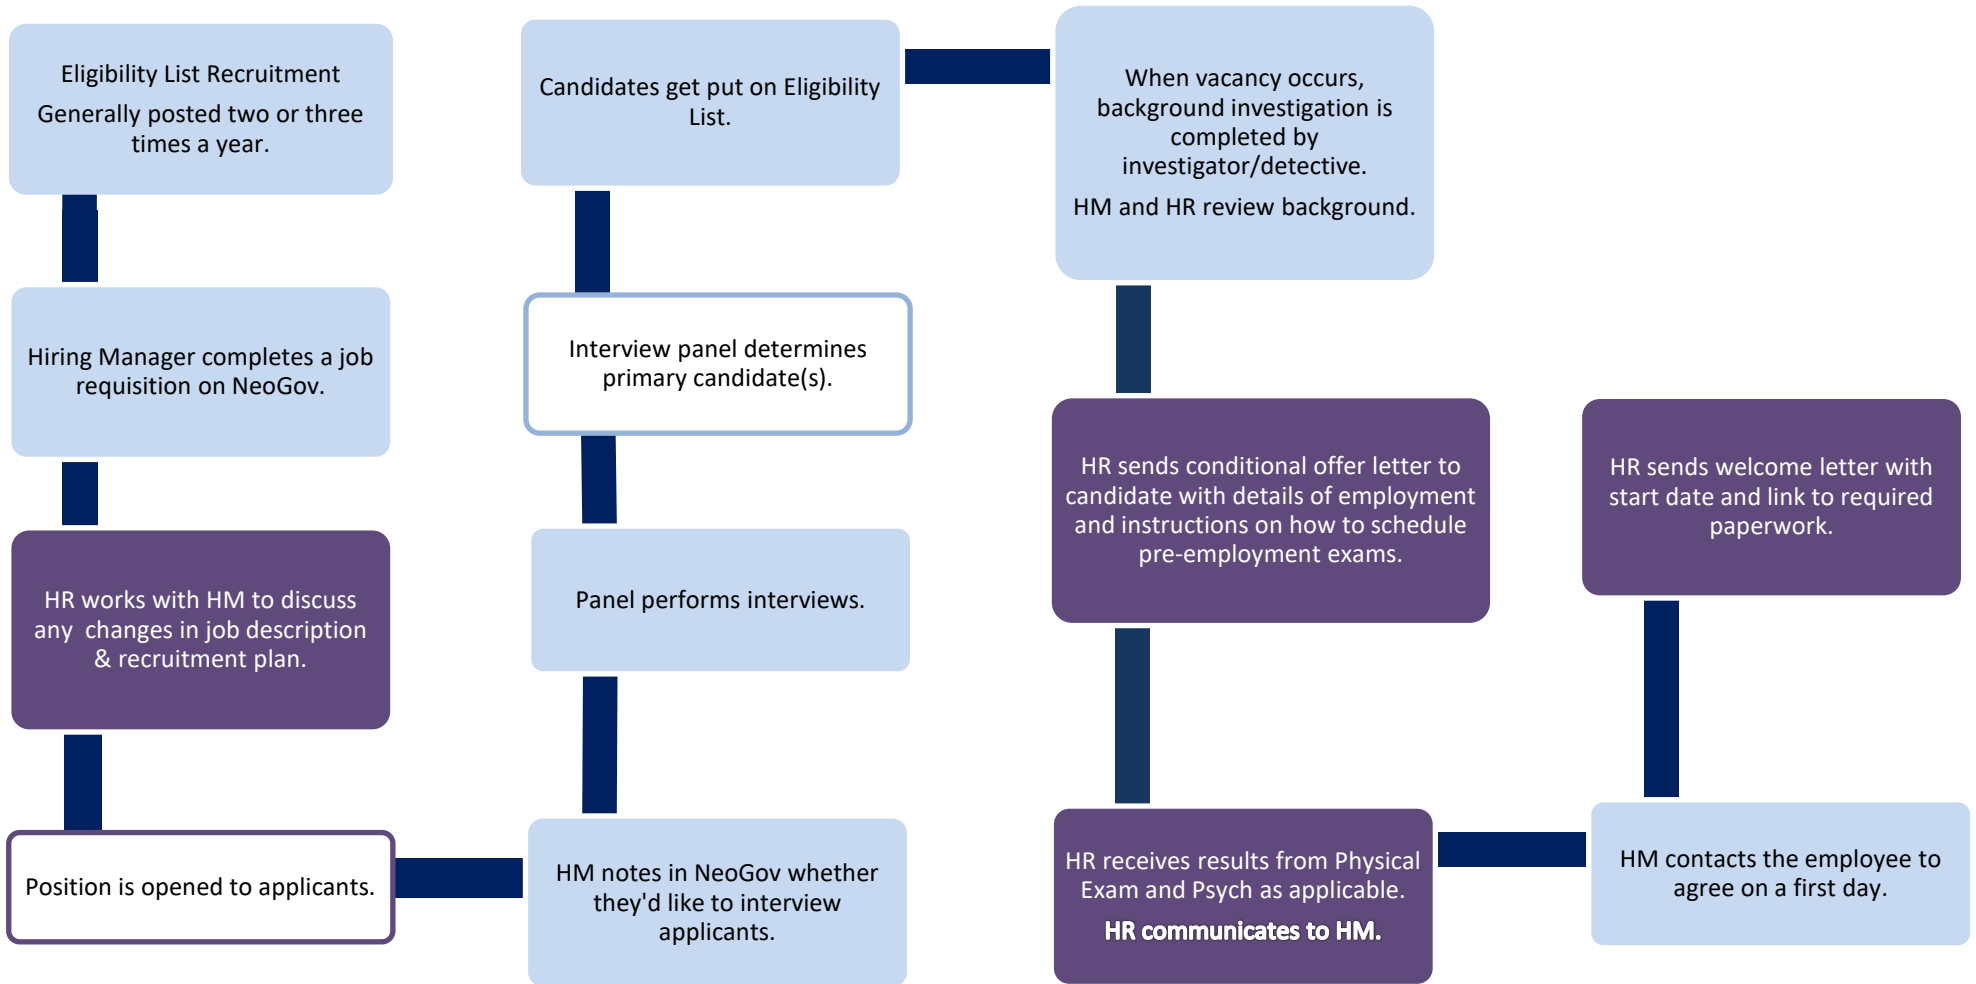 Eligibility List Recruitment
Generally posted two or three
times a year.
Hiring Manager completes a job
requisition on NeoGov.
HR works with HM to discuss
any  changes in job description
& recruitment plan.
Position is opened to applicants.
HM notes in NeoGov whether
they'd like to interview
applicants.
Panel performs interviews.
Interview panel determines
primary candidate(s).
Candidates get put on Eligibility
List.
When vacancy occurs,
background investigation is
completed by
investigator/detective.
HM and HR review background.
HR sends conditional offer letter to
candidate with details of employment
and instructions on how to schedule
pre-employment exams.
HR receives results from Physical
Exam and Psych as applicable.
HR communicates to HM.
HM contacts the employee to
agree on a first day.
HR sends welcome letter with
start date and link to required
paperwork.